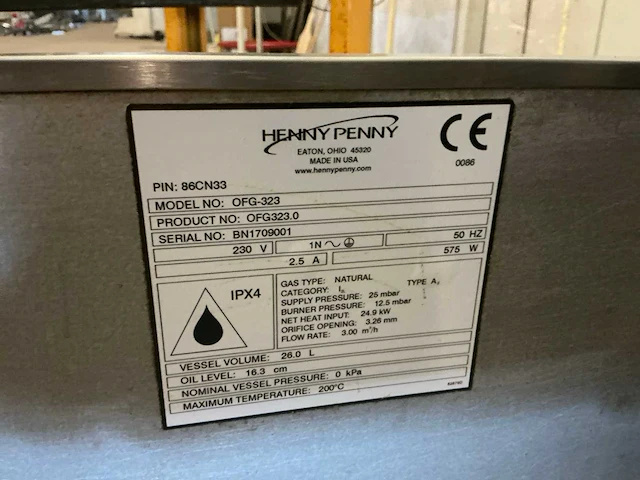 HENNY PENNY
EATON, OHIO 45320
MADE IN USA
www.hennypenny.com
CE
0086
PIN: 86CN33
MODEL NO: OFG-323
PRODUCT NO: OFG323.0
SERIAL NO: BN1709001
230 V 1N 50 HZ
2.5 A 575 W
IPX4
GAS TYPE: NATURAL TYPE A
CATEGORY: I
SUPPLY PRESSURE: 25 mbar
BURNER PRESSURE: 12.5 mbar
NET HEAT INPUT: 24.9 kW
ORIFICE OPENING: 3.26 mm
FLOW RATE: 3.00 m³/h
VESSEL VOLUME: 26.0 L
OIL LEVEL: 16.3 cm
NOMINAL VESSEL PRESSURE: 0 kPa
MAXIMUM TEMPERATURE: 200°C